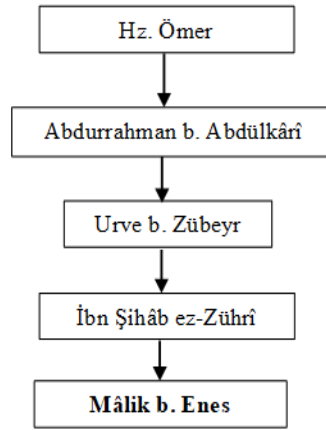 Hz. Ömer
Abdurrahman b. Abdülkârî
Urve b. Zübeyr
İbn Şihâb ez-Zührî
Mâlik b. Enes